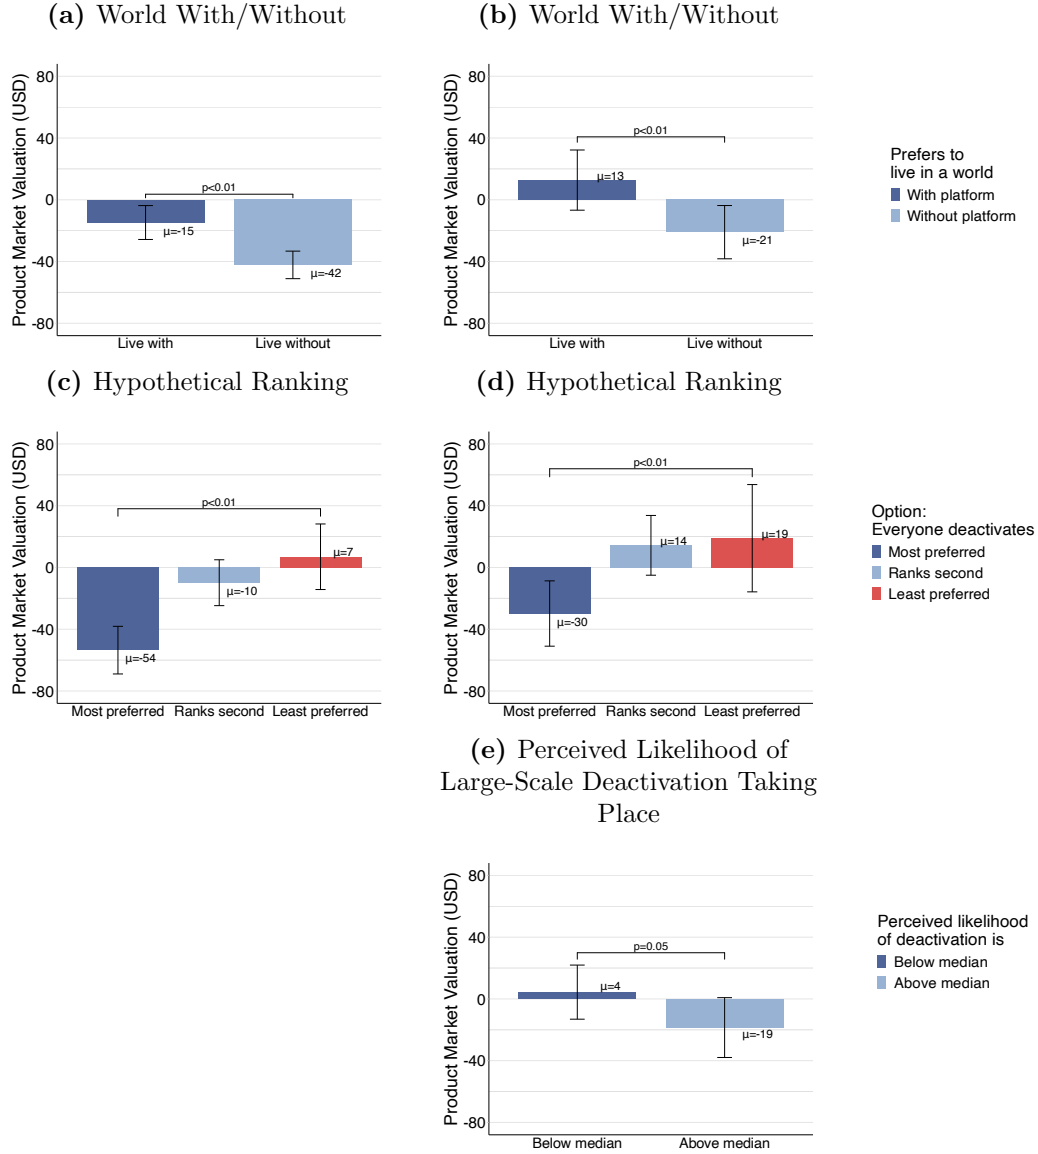 (a) World With/Without
Product Market Valuation (USD)
80
40
0
-40
-80
p<0.01
μ=-15
μ=-42
Live with
Live without
(b) World With/Without
Product Market Valuation (USD)
80
40
0
-40
-80
p<0.01
μ=13
μ=-21
Live with
Live without
Prefers to
live in a world
With platform
Without platform
(c) Hypothetical Ranking
Product Market Valuation (USD)
80
40
0
-40
-80
p<0.01
μ=-54
μ=-10
μ=7
Most preferred
Ranks second
Least preferred
(d) Hypothetical Ranking
Product Market Valuation (USD)
80
40
0
-40
-80
p<0.01
μ=-30
μ=14
μ=19
Most preferred
Ranks second
Least preferred
Option:
Everyone deactivates
Most preferred
Ranks second
Least preferred
(e) Perceived Likelihood of
Large-Scale Deactivation Taking
Place
Product Market Valuation (USD)
80
40
0
-40
-80
p=0.05
μ=4
μ=-19
Below median
Above median
Perceived likelihood
of deactivation is
Below median
Above median